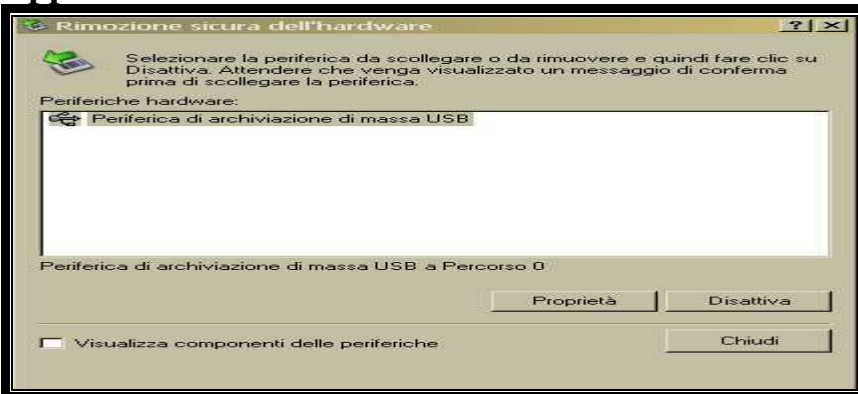 Rimozione sicura dell'hardware
Selezionare la periferica da scollegare o da rimuovere e quindi fare clic su
Disattiva. Attendere che venga visualizzato un messaggio di conferma
prima di scollegare la periferica.
Periferiche hardware:
Periferica di archiviazione di massa USB
Periferica di archiviazione di massa USB a Percorso 0
Proprietà
Disattiva
Visualizza componenti delle periferiche
Chiudi